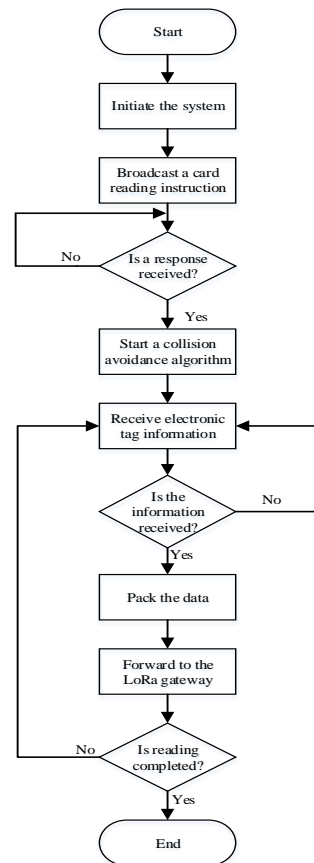 Start
Initiate the system
Broadcast a card
reading instruction
No
Is a response
received?
Yes
Start a collision
avoidance algorithm
Receive electronic
tag information
Is the
information
received?
No
Yes
Pack the data
Forward to the
LoRa gateway
No
Is reading
completed?
Yes
End